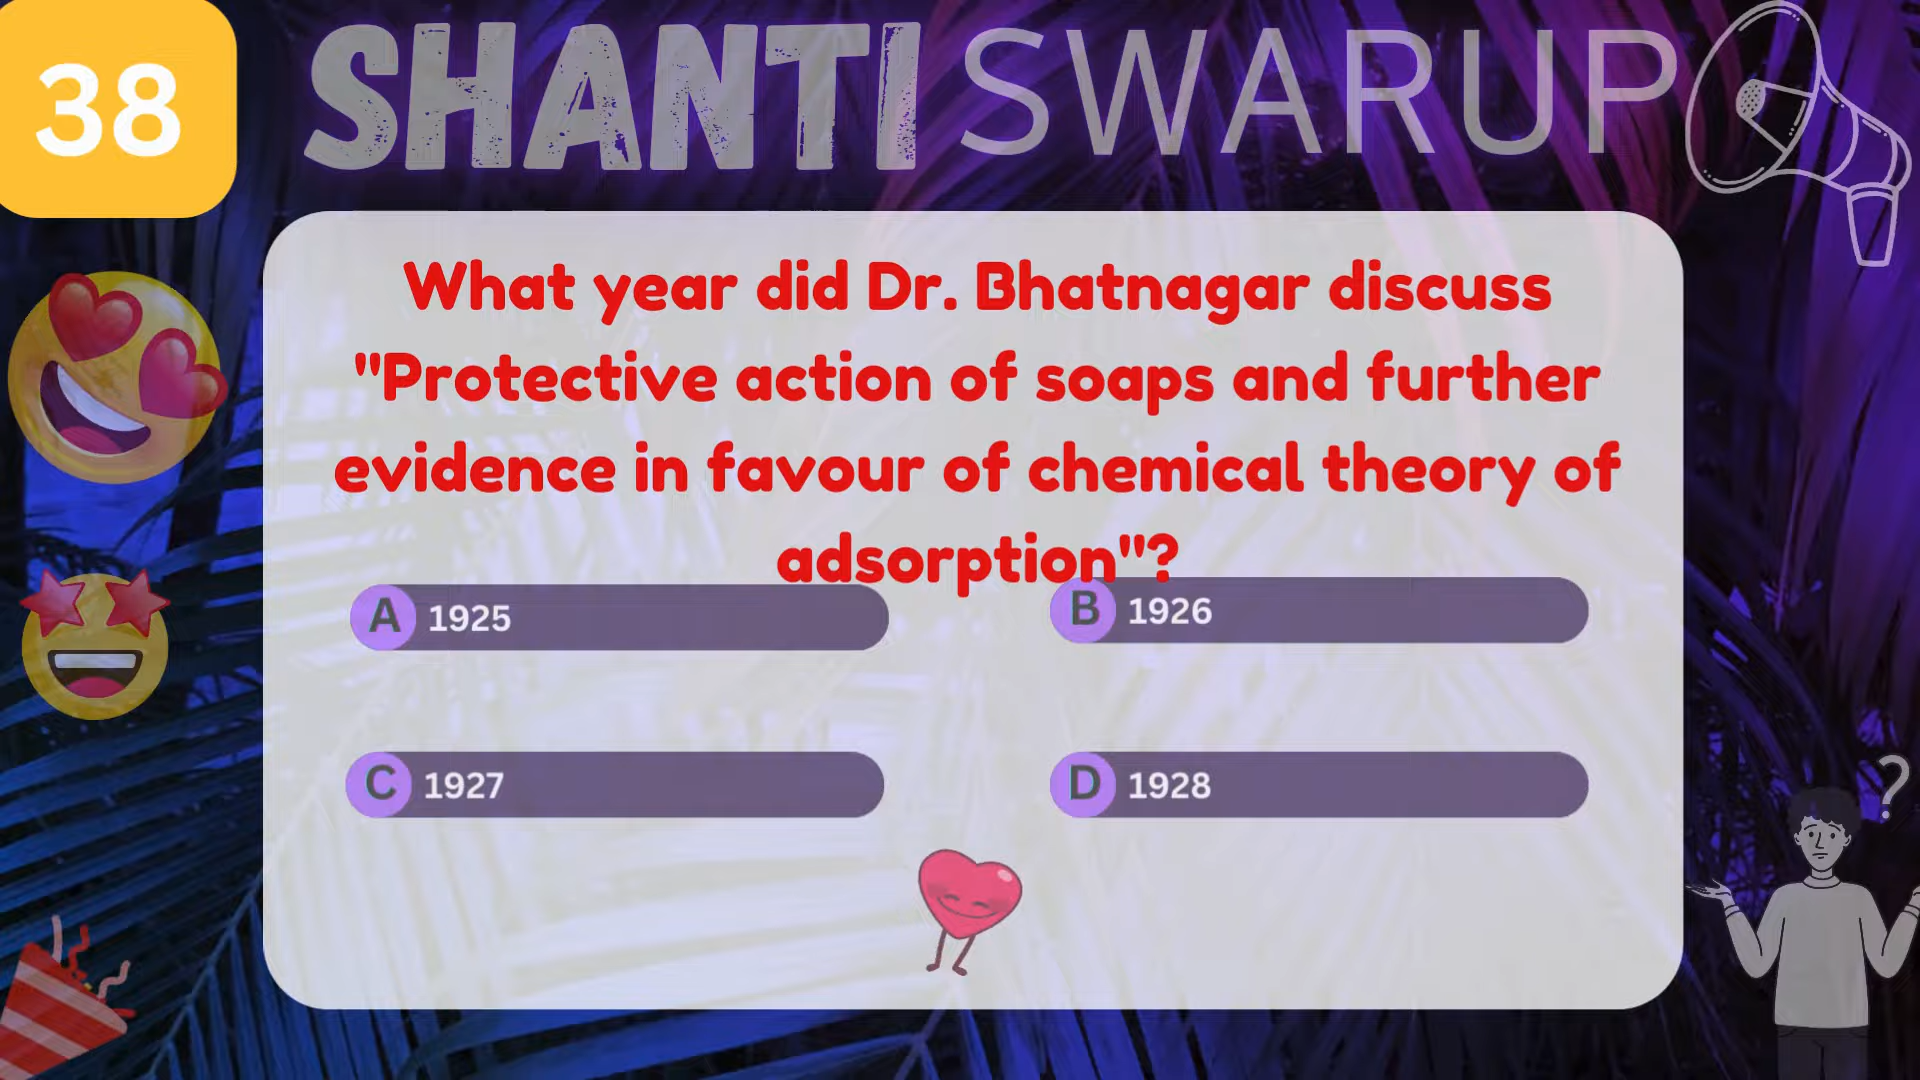 38
SHANTI SWARUP
What year did Dr. Bhatnagar discuss
"Protective action of soaps and further
evidence in favour of chemical theory of
adsorption"?
A 1925
B 1926
C 1927
D 1928
?